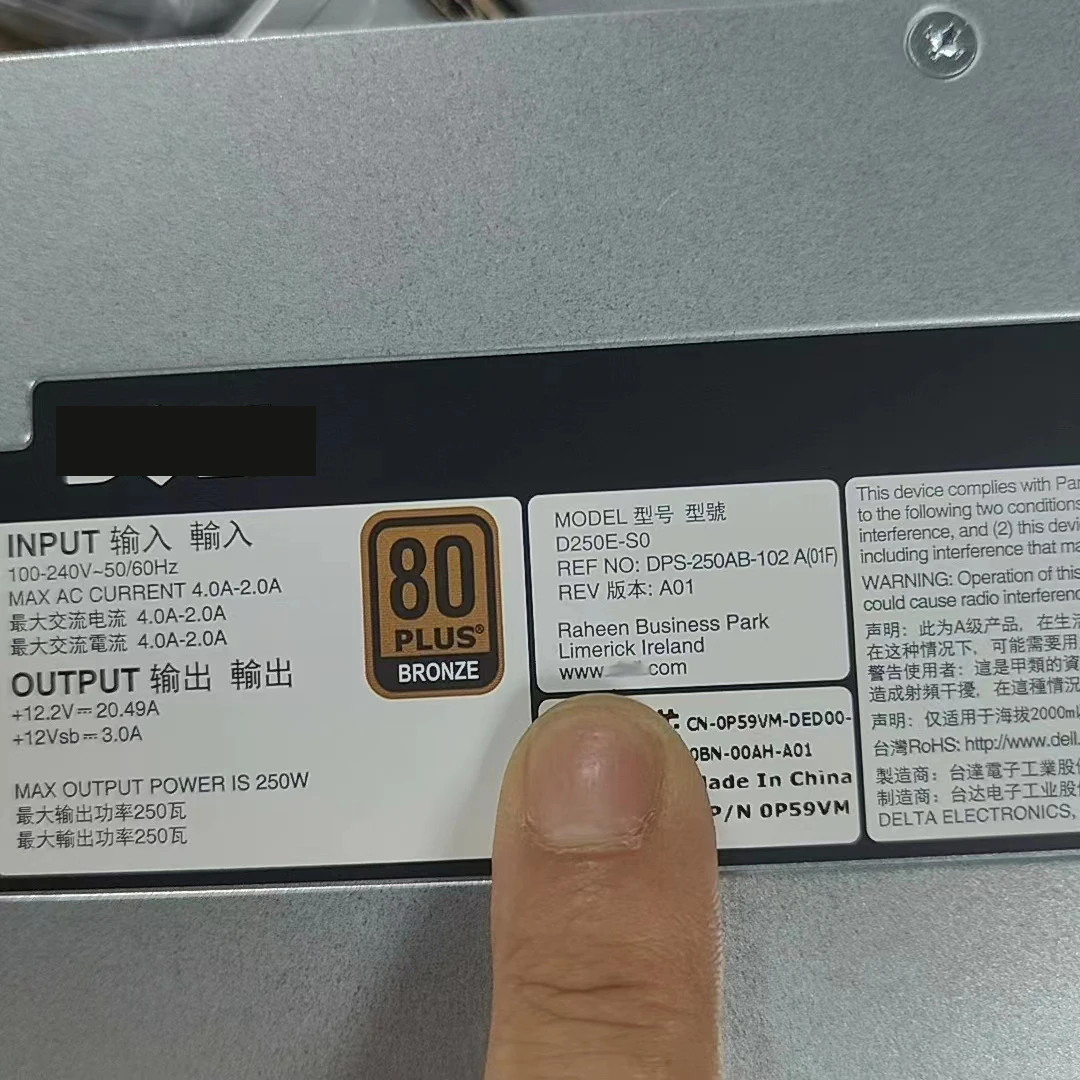 INPUT 输入 輸入
100-240V~50/60Hz
MAX AC CURRENT 4.0A-2.0A
最大交流电流 4.0A-2.0A
最大交流電流 4.0A-2.0A
OUTPUT 输出 輸出
+12.2V⎓20.49A
+12Vsb⎓3.0A
MAX OUTPUT POWER IS 250W
最大输出功率250瓦
最大輸出功率250瓦
80
PLUS®
BRONZE
MODEL 型号 型號
D250E-S0
REF NO: DPS-250AB-102 A(01F)
REV 版本: A01
Raheen Business Park
Limerick Ireland
www. .com
CN-0P59VM-DED00-
0BN-00AH-A01
ade In China
P/N 0P59VM
This device complies with Par
to the following two conditions
interference, and (2) this devi
including interference that ma
WARNING: Operation of this
could cause radio interferenc
声明：此为A级产品，在生活
在这种情况下，可能需要用
警告使用者：這是甲類的資
造成射頻干擾，在這種情況
声明：仅适用于海拔2000m以
台灣RoHS: http://www.dell.
製造商：台達電子工業股份
制造商：台达电子工业股份
DELTA ELECTRONICS,